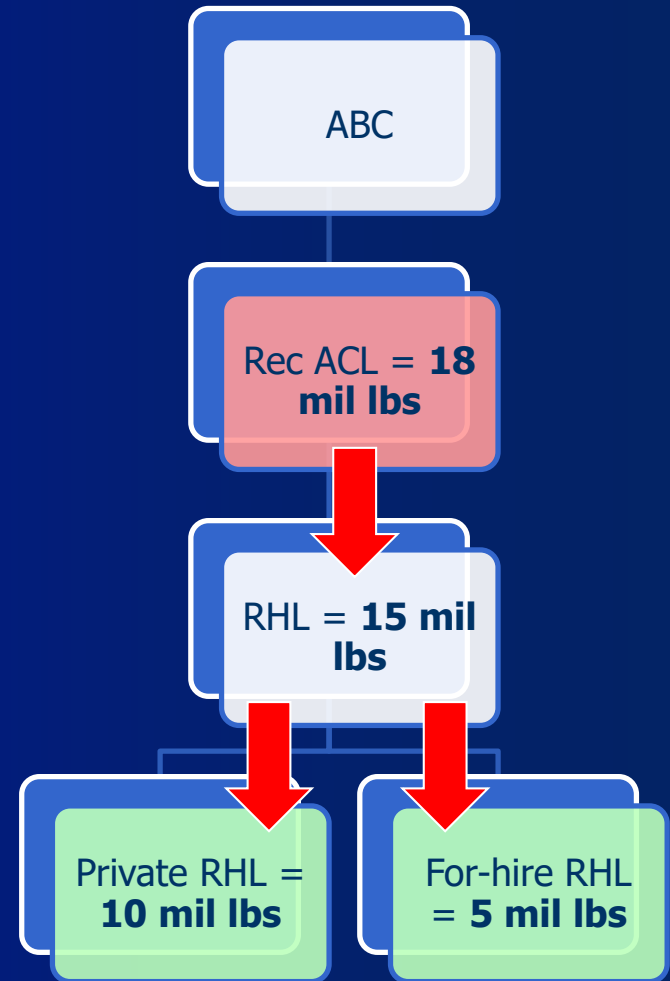 ABC
Rec ACL = 18
mil lbs
RHL = 15 mil
lbs
Private RHL =
10 mil lbs
For-hire RHL
= 5 mil lbs